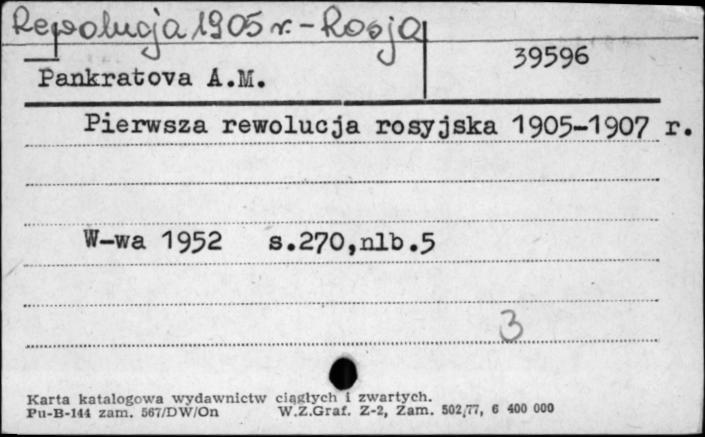 Rewolucja 1905 r. - Rosja
39596
Pankratova A.M.
Pierwsza rewolucja rosyjska 1905-1907 r.
W-wa 1952 s.270,nlb.5
3
Karta katalogowa wydawnictw ciągłych i zwartych.
Pu-B-144 zam. 567/DW/On W.Z.Graf. Z-2, Zam. 502/77, 6 400 000